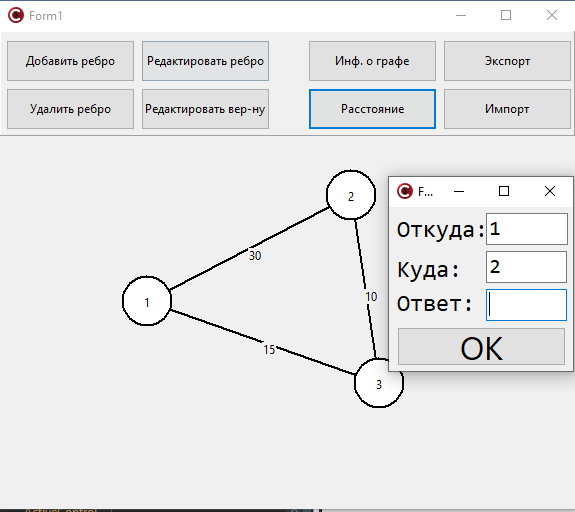 Form1
Добавить ребро
Редактировать ребро
Инф. о графе
Экспорт
Удалить ребро
Редактировать вер-ну
Расстояние
Импорт
2
F...
Откуда: 1
30
Куда: 2
1
10
Ответ:
15
OK
3